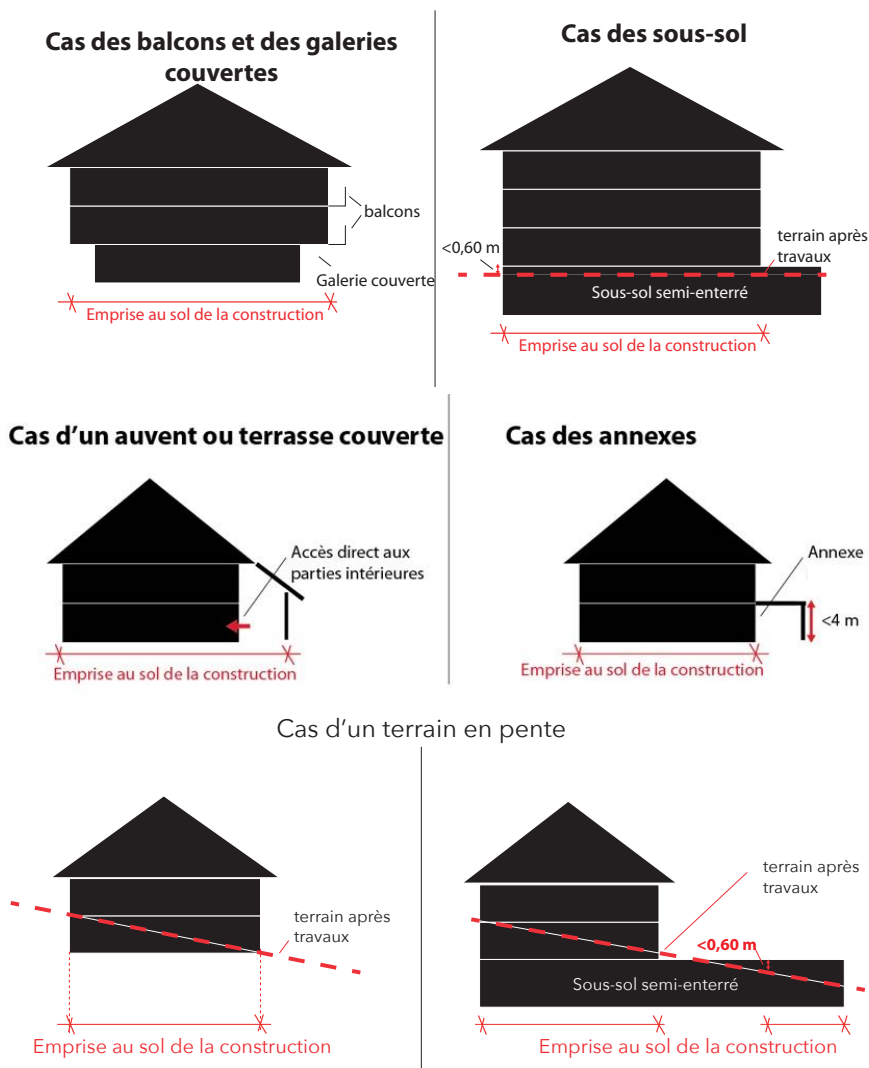 Cas des balcons et des galeries
couvertes
balcons
Galerie couverte
Emprise au sol de la construction
Cas des sous-sol
<0,60 m
terrain après
travaux
Sous-sol semi-enterré
Emprise au sol de la construction
Cas d'un auvent ou terrasse couverte
Accès direct aux
parties intérieures
Emprise au sol de la construction
Cas des annexes
Annexe
<4 m
Emprise au sol de la construction
Cas d'un terrain en pente
terrain après
travaux
Emprise au sol de la construction
terrain après
travaux
<0,60 m
Sous-sol semi-enterré
Emprise au sol de la construction